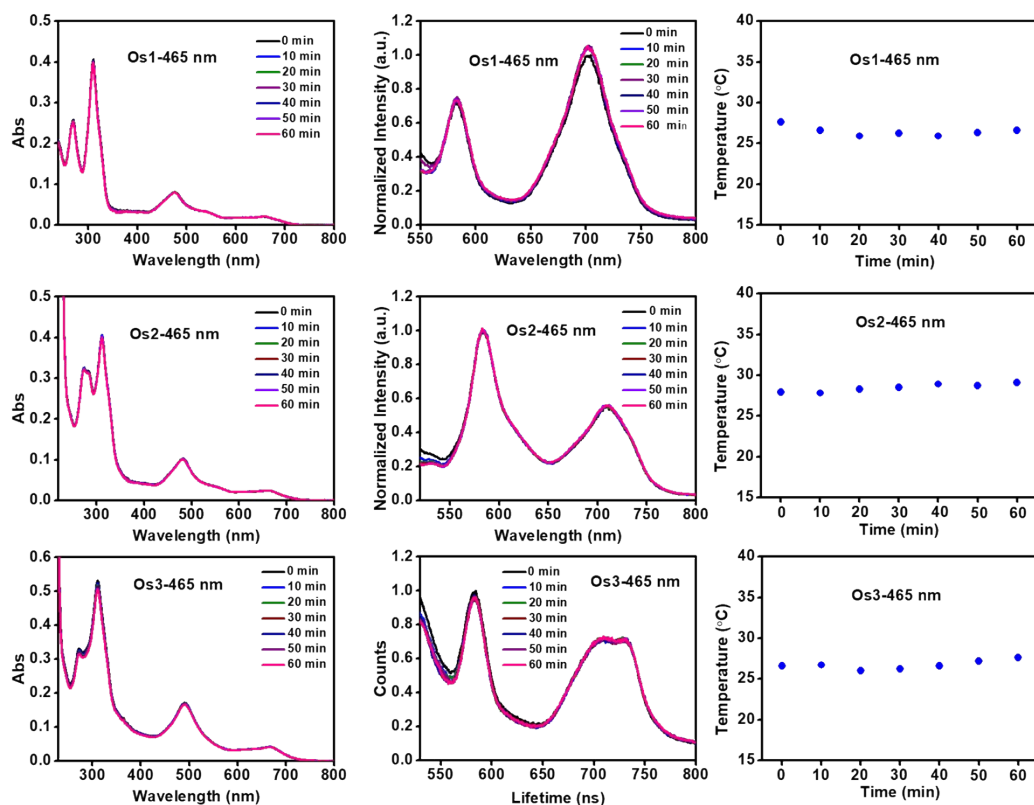 0.5
0.4
0.3
0.2
0.1
0.0
Abs
Os1-465 nm
0 min
10 min
20 min
30 min
40 min
50 min
60 min
300 400 500 600 700 800
Wavelength (nm)
1.2
1.0
0.8
0.6
0.4
0.2
0.0
Normalized Intensity (a.u.)
Os1-465 nm
0 min
10 min
20 min
30 min
40 min
50 min
60 min
550 600 650 700 750 800
Wavelength (nm)
40
35
30
25
20
15
Temperature (°C)
Os1-465 nm
0 10 20 30 40 50 60
Time (min)
0.5
0.4
0.3
0.2
0.1
0.0
Abs
Os2-465 nm
0 min
10 min
20 min
30 min
40 min
50 min
60 min
300 400 500 600 700 800
Wavelength (nm)
1.2
1.0
0.8
0.6
0.4
0.2
0.0
Normalized Intensity (a.u.)
Os2-465 nm
0 min
10 min
20 min
30 min
40 min
50 min
60 min
550 600 650 700 750 800
Wavelength (nm)
40
35
30
25
20
15
Temperature (°C)
Os2-465 nm
0 10 20 30 40 50 60
Time (min)
0.6
0.5
0.4
0.3
0.2
0.1
0.0
Abs
Os3-465 nm
0 min
10 min
20 min
30 min
40 min
50 min
60 min
300 400 500 600 700 800
Wavelength (nm)
1.2
1.0
0.8
0.6
0.4
0.2
0.0
Counts
Os3-465 nm
0 min
10 min
20 min
30 min
40 min
50 min
60 min
550 600 650 700 750 800
Lifetime (ns)
40
35
30
25
20
15
Temperature (°C)
Os3-465 nm
0 10 20 30 40 50 60
Time (min)